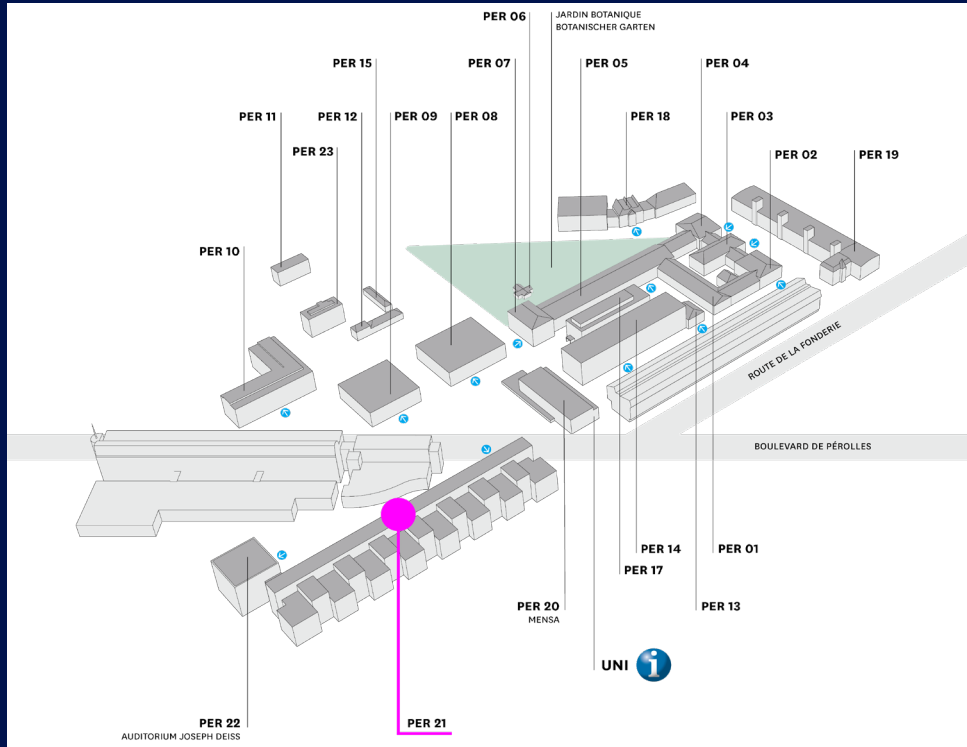 PER 06
JARDIN BOTANIQUE
BOTANISCHER GARTEN
PER 15
PER 07
PER 05
PER 04
PER 11
PER 12
PER 09
PER 08
PER 18
PER 03
PER 23
PER 02
PER 19
PER 10
ROUTE DE LA FONDERIE
BOULEVARD DE PÉROLLES
PER 14
PER 01
PER 17
PER 20
MENSA
PER 13
UNI i
PER 22
AUDITORIUM JOSEPH DEISS
PER 21